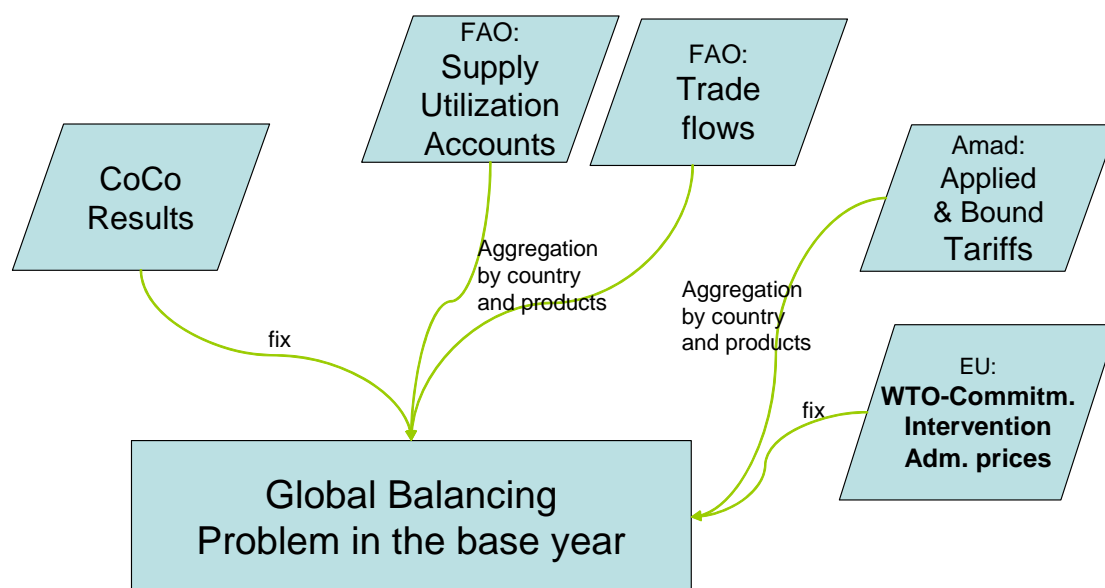 FAO:
Supply
Utilization
Accounts
FAO:
Trade
flows
CoCo
Results
Amad:
Applied
& Bound
Tariffs
Aggregation
by country
and products
Aggregation
by country
and products
fix
EU:
WTO-Commitm.
Intervention
Adm. prices
fix
Global Balancing
Problem in the base year